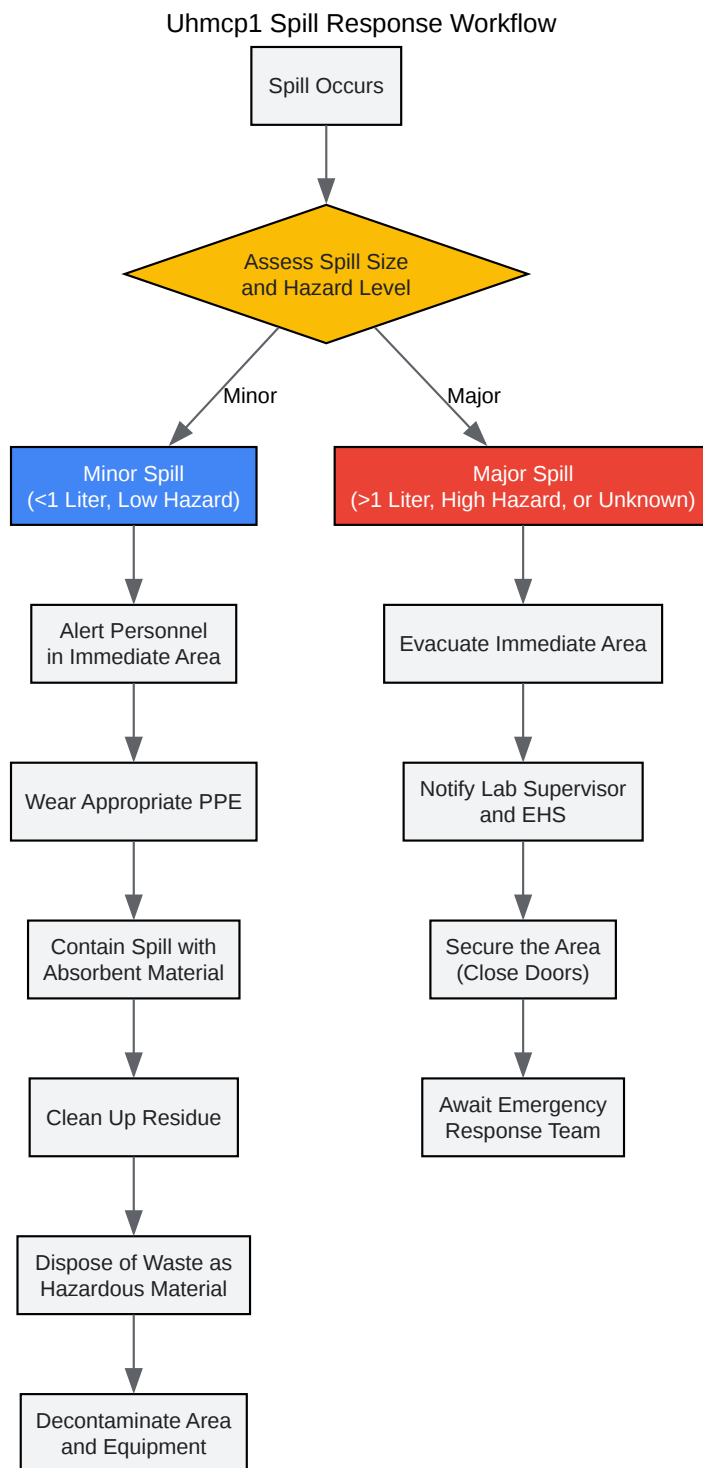 Uhmcp1 Spill Response Workflow
Spill Occurs
Assess Spill Size
and Hazard Level
Minor
Major
Minor Spill
(<1 Liter, Low Hazard)
Major Spill
(>1 Liter, High Hazard, or Unknown)
Alert Personnel
in Immediate Area
Evacuate Immediate Area
Wear Appropriate PPE
Notify Lab Supervisor
and EHS
Contain Spill with
Absorbent Material
Secure the Area
(Close Doors)
Clean Up Residue
Await Emergency
Response Team
Dispose of Waste as
Hazardous Material
Decontaminate Area
and Equipment